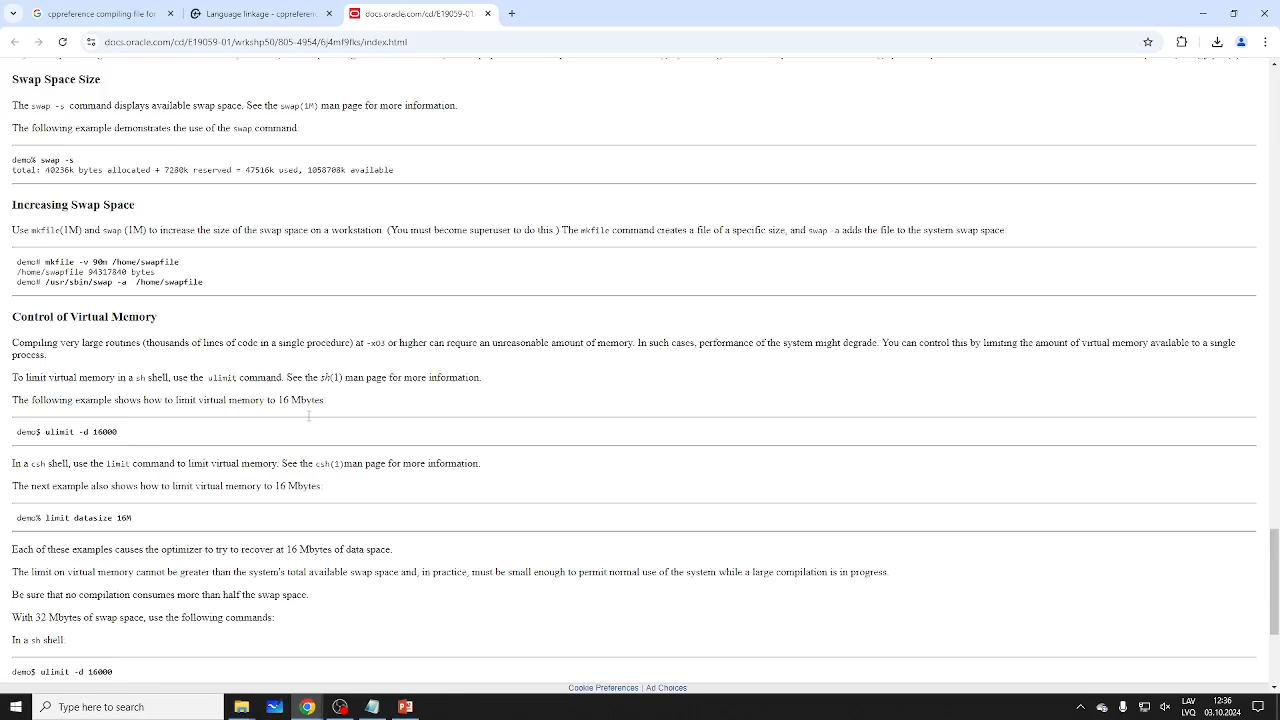 cppreference compiling file for
Language linkage - cppreferenc
docs.oracle.com/cd/E19059-01
docs.oracle.com/cd/E19059-01/wrkshp50/805-4954/6j4mf9fks/index.html
Swap Space Size
The swap -s command displays available swap space. See the swap(1M) man page for more information.
The following example demonstrates the use of the swap command:
demo% swap -s
total: 40236k bytes allocated + 7280k reserved = 47516k used, 1058708k available
Increasing Swap Space
Use mkfile(1M) and swap (1M) to increase the size of the swap space on a workstation. (You must become superuser to do this.) The mkfile command creates a file of a specific size, and swap -a adds the file to the system swap space:
demo# mkfile -v 90m /home/swapfile
/home/swapfile 94317840 bytes
demo# /usr/sbin/swap -a /home/swapfile
Control of Virtual Memory
Compiling very large routines (thousands of lines of code in a single procedure) at -xO3 or higher can require an unreasonable amount of memory. In such cases, performance of the system might degrade. You can control this by limiting the amount of virtual memory available to a single
process.
To limit virtual memory in a sh shell, use the ulimit command. See the sh(1) man page for more information.
The following example shows how to limit virtual memory to 16 Mbytes:
demo$ ulimit -d 16000
In a csh shell, use the limit command to limit virtual memory. See the csh(1)man page for more information.
The next example also shows how to limit virtual memory to 16 Mbytes:
demo% limit datasize 16M
Each of these examples causes the optimizer to try to recover at 16 Mbytes of data space.
The limit on virtual memory cannot be greater than the system's total available swap space and, in practice, must be small enough to permit normal use of the system while a large compilation is in progress.
Be sure that no compilation consumes more than half the swap space.
With 32 Mbytes of swap space, use the following commands:
In a sh shell:
demo$ ulimit -d 16000
Cookie Preferences | Ad Choices
Type here to search
LAV
LVQ
12:36
03.10.2024